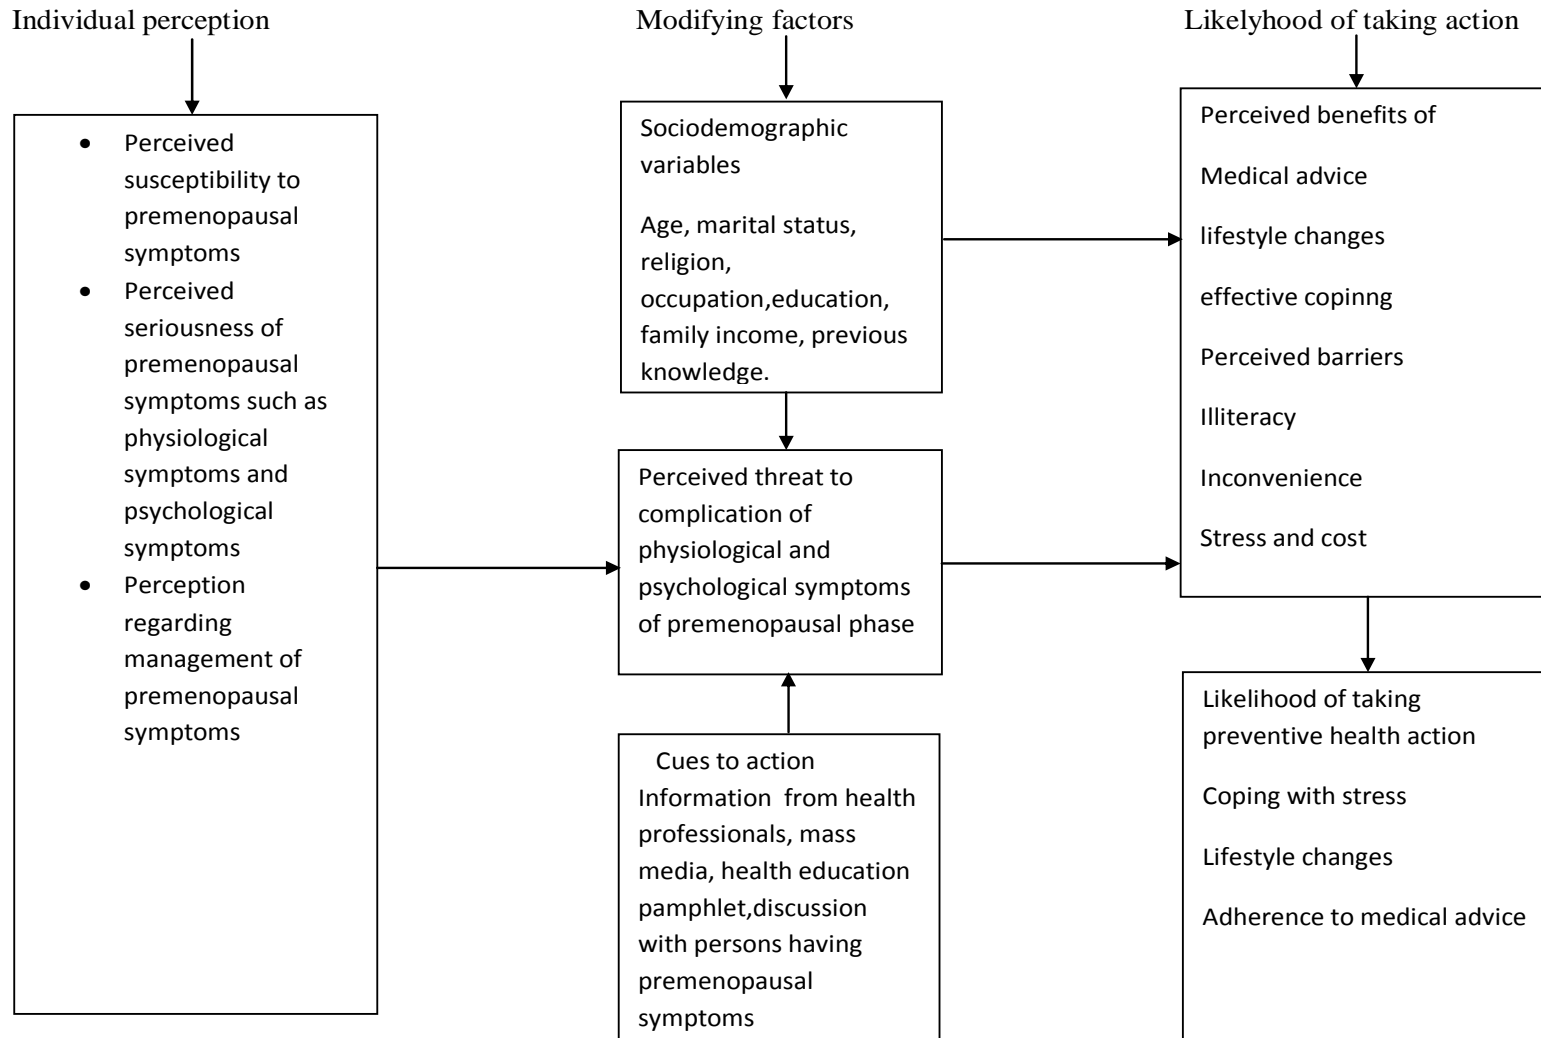 Individual perception
Modifying factors
Likelyhood of taking action
• Perceived
susceptibility to
premenopausal
symptoms
• Perceived
seriousness of
premenopausal
symptoms such as
physiological
symptoms and
psychological
symptoms
• Perception
regarding
management of
premenopausal
symptoms
Sociodemographic
variables
Age, marital status,
religion,
occupation,education,
family income, previous
knowledge.
Perceived threat to
complication of
physiological and
psychological symptoms
of premenopausal phase
Cues to action
Information from health
professionals, mass
media, health education
pamphlet,discussion
with persons having
premenopausal
symptoms
Perceived benefits of
Medical advice
lifestyle changes
effective copinng
Perceived barriers
Illiteracy
Inconvenience
Stress and cost
Likelihood of taking
preventive health action
Coping with stress
Lifestyle changes
Adherence to medical advice